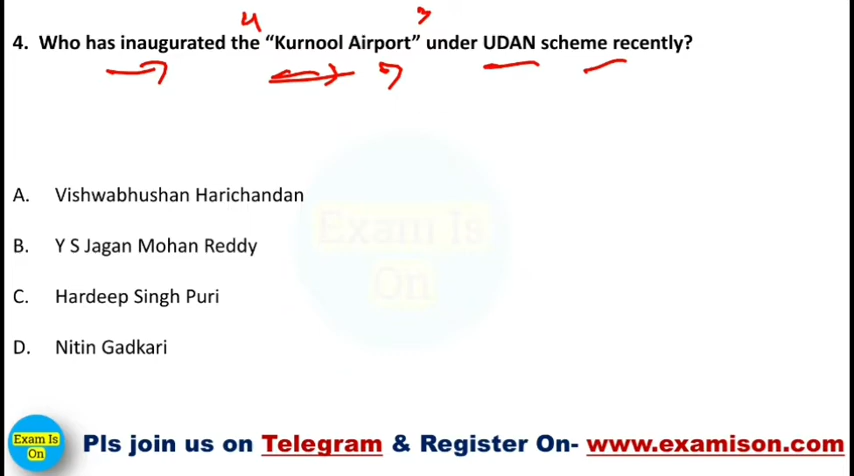 4. Who has inaugurated the “Kurnool Airport” under UDAN scheme recently?
A. Vishwabhushan Harichandan
B. Y S Jagan Mohan Reddy
C. Hardeep Singh Puri
D. Nitin Gadkari
Exam Is
On
Exam Is
On
Pls join us on Telegram & Register On- www.examison.com